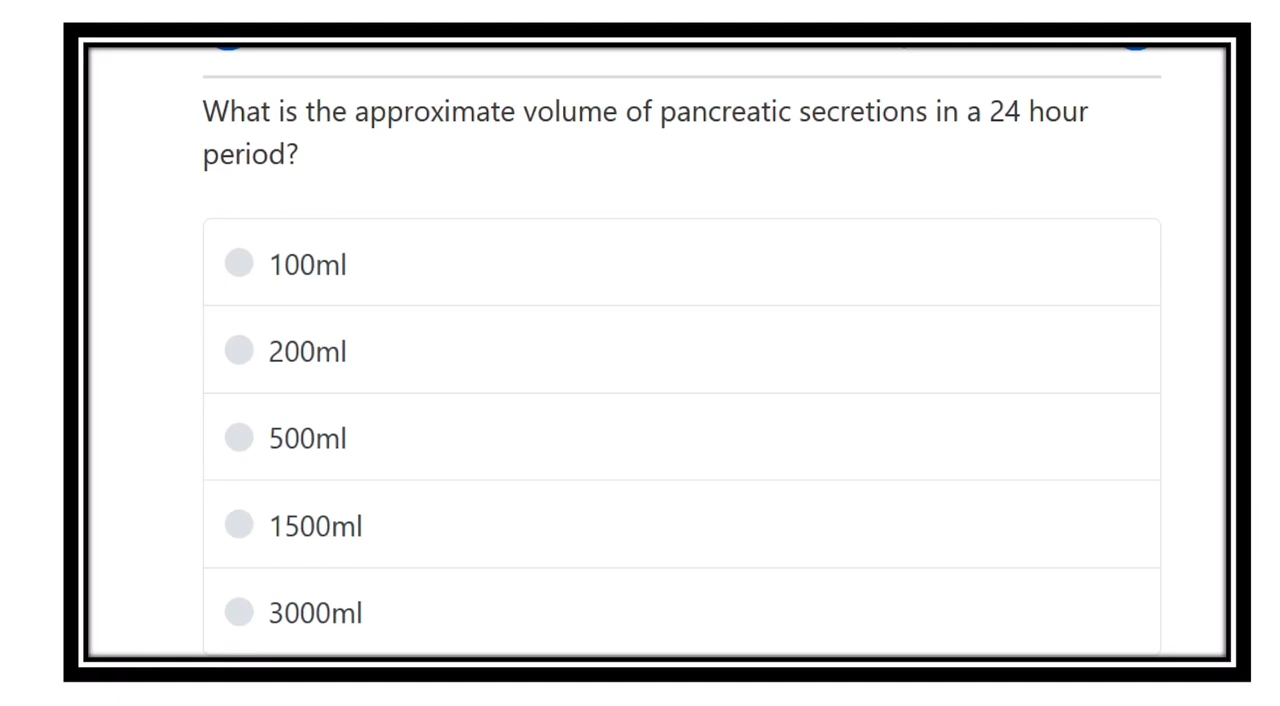 What is the approximate volume of pancreatic secretions in a 24 hour
period?
100ml
200ml
500ml
1500ml
3000ml